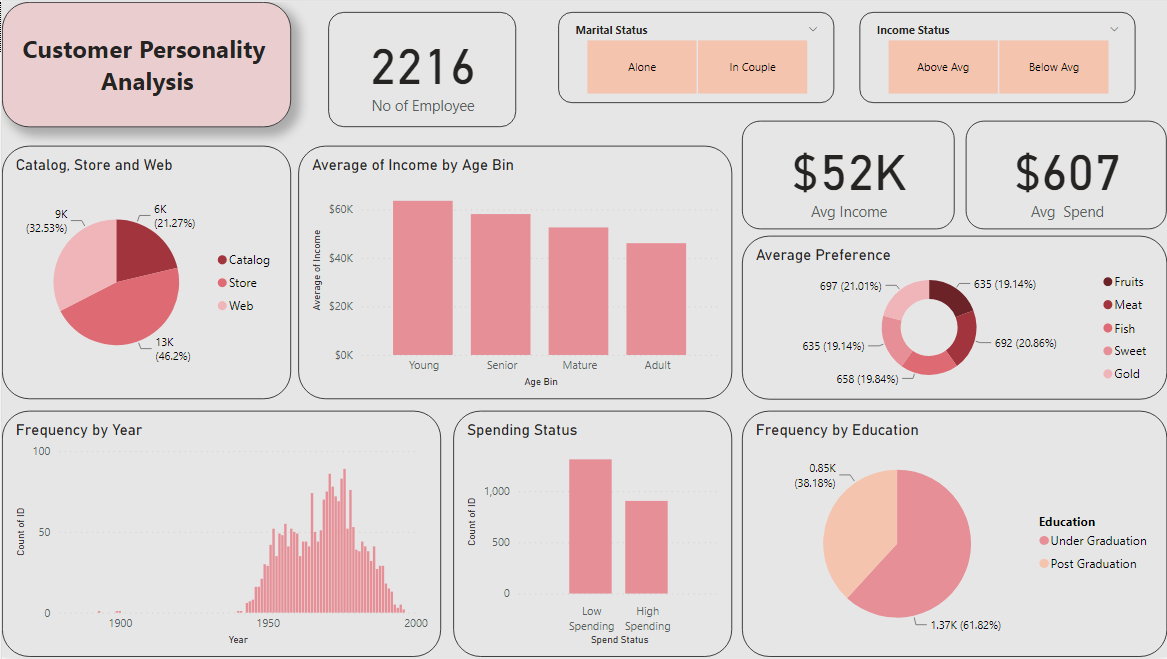 Customer Personality
Analysis
2216
No of Employee
Marital Status
Alone
In Couple
Income Status
Above Avg
Below Avg
$52K
Avg Income
$607
Avg Spend
Catalog, Store and Web
9K
(32.53%)
6K
(21.27%)
13K
(46.2%)
Catalog
Store
Web
Average of Income by Age Bin
Average of Income
$60K
$40K
$20K
$0K
Young
Senior
Mature
Adult
Age Bin
Average Preference
697 (21.01%)
635 (19.14%)
635 (19.14%)
692 (20.86%)
658 (19.84%)
Fruits
Meat
Fish
Sweet
Gold
Frequency by Year
Count of ID
100
50
0
1900
1950
2000
Year
Spending Status
Count of ID
1,000
500
0
Low
Spending
High
Spending
Spend Status
Frequency by Education
0.85K
(38.18%)
1.37K (61.82%)
Education
Under Graduation
Post Graduation